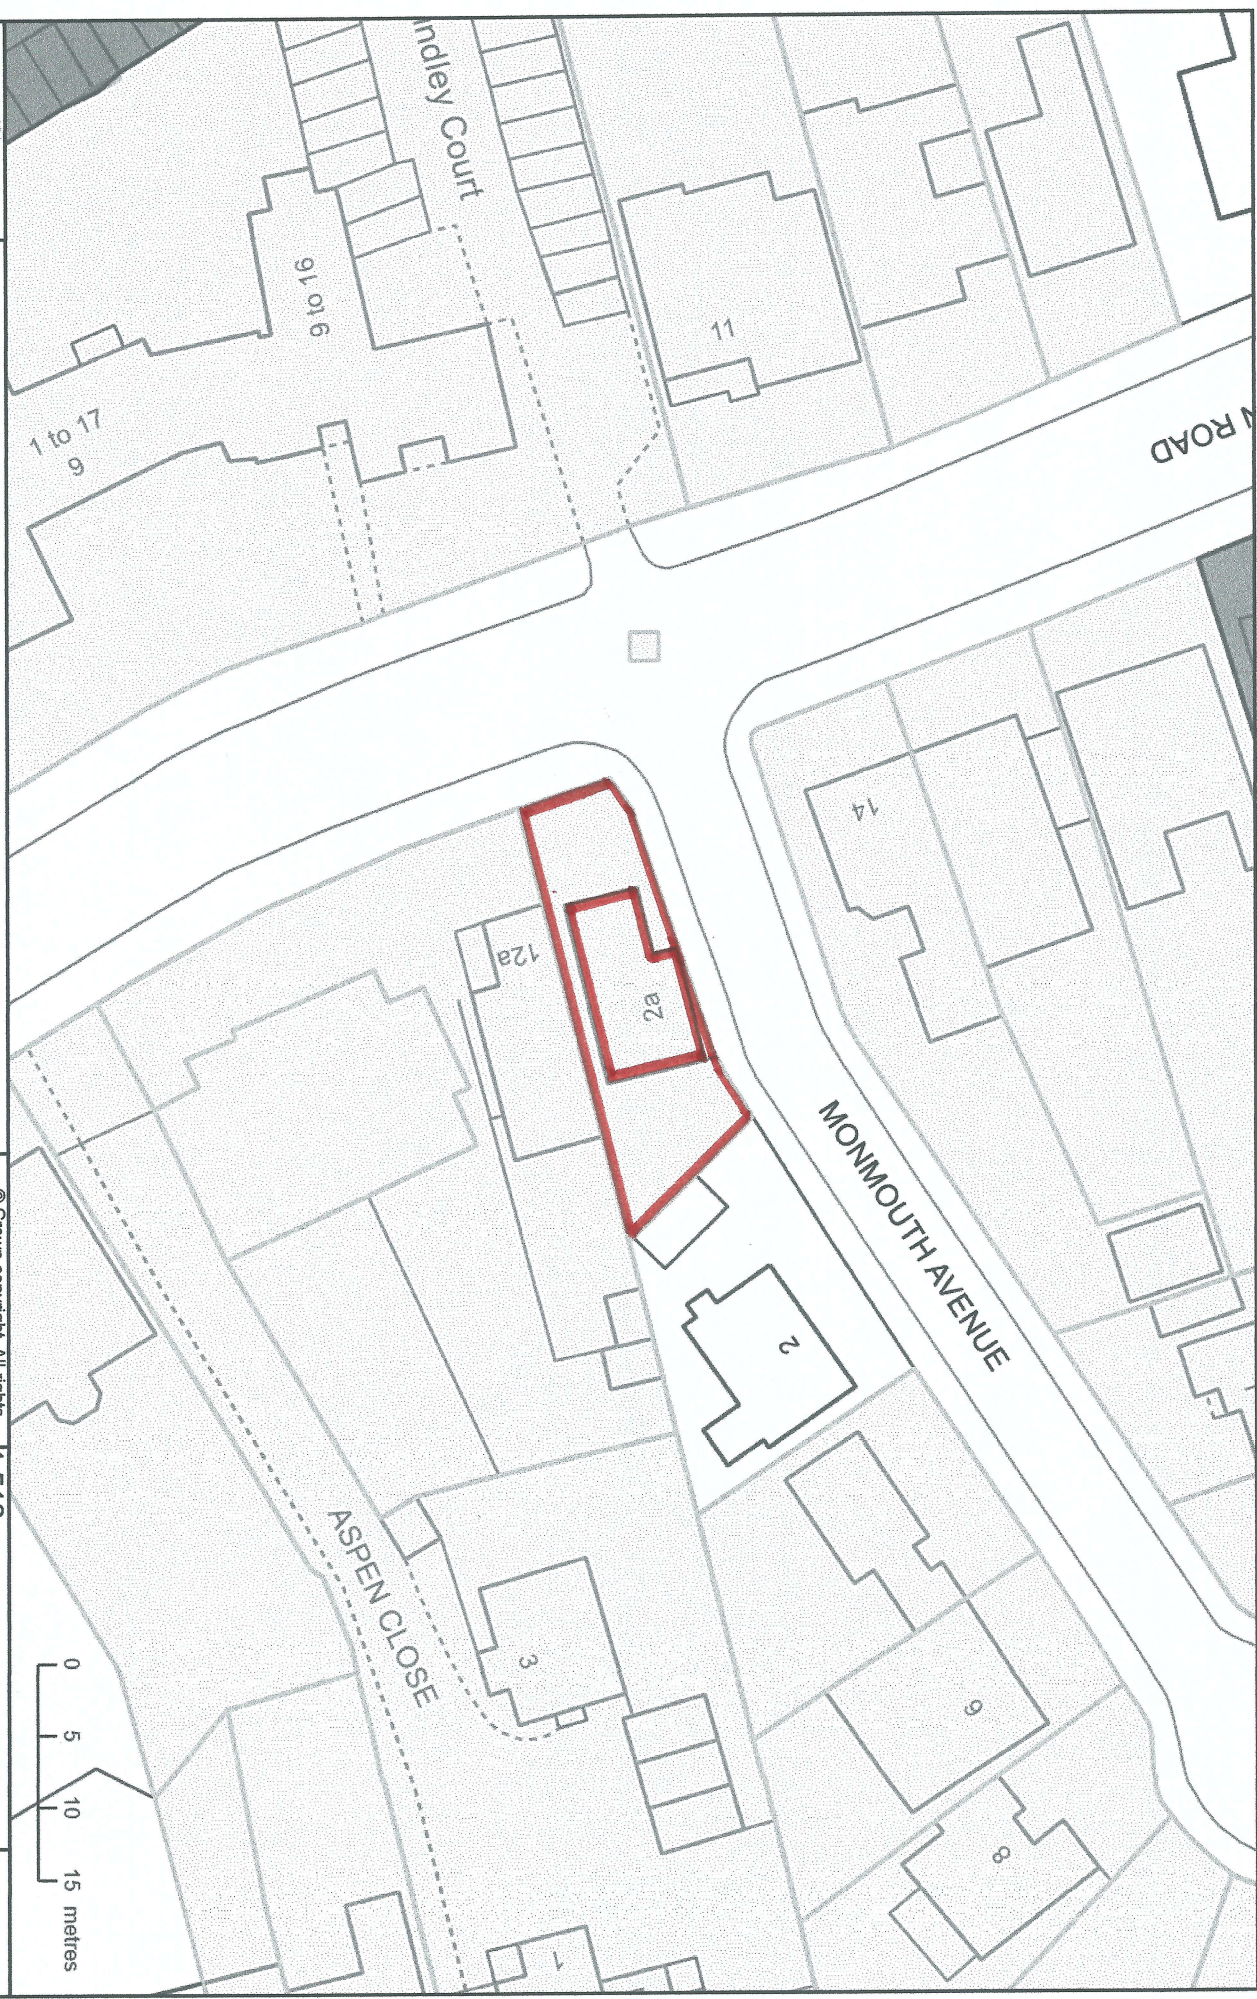 ndley Court
9 to 16
11
1 to 17
9
N ROAD
14
12a
2a
MONMOUTH AVENUE
2
ASPEN CLOSE
3
6
8
1
0 5 10 15 metres